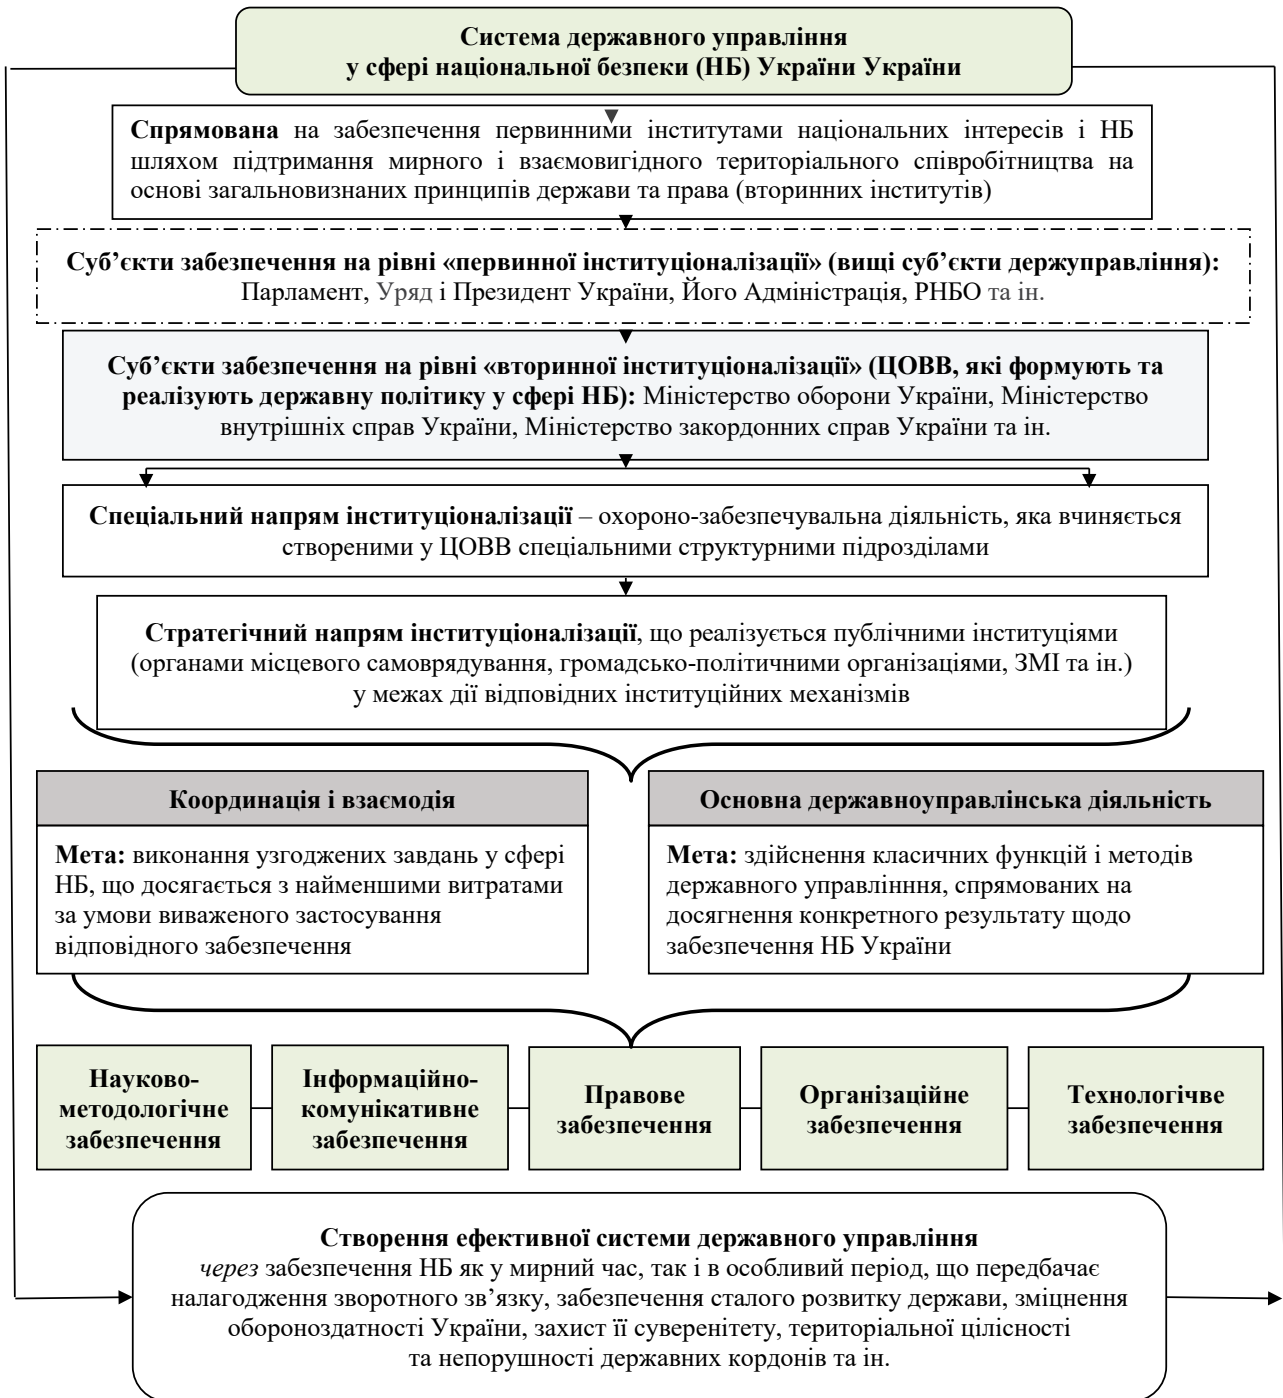 Система державного управління
у сфері національної безпеки (НБ) України України
Спрямована на забезпечення первинними інститутами національних інтересів і НБ
шляхом підтримання мирного і взаємовигідного територіального співробітництва на
основі загальновизнаних принципів держави та права (вторинних інститутів)
Суб’єкти забезпечення на рівні «первинної інституціоналізації» (вищі суб’єкти держуправління):
Парламент, Уряд і Президент України, Його Адміністрація, РНБО та ін.
Суб’єкти забезпечення на рівні «вторинної інституціоналізації» (ЦОВВ, які формують та
реалізують державну політику у сфері НБ): Міністерство оборони України, Міністерство
внутрішніх справ України, Міністерство закордонних справ України та ін.
Спеціальний напрям інституціоналізації – охороно-забезпечувальна діяльність, яка вчиняється
створеними у ЦОВВ спеціальними структурними підрозділами
Стратегічний напрям інституціоналізації, що реалізується публічними інституціями
(органами місцевого самоврядування, громадсько-політичними організаціями, ЗМІ та ін.)
у межах дії відповідних інституційних механізмів
Координація і взаємодія
Мета: виконання узгоджених завдань у сфері
НБ, що досягається з найменшими витратами
за умови виваженого застосування
відповідного забезпечення
Основна державноуправлінська діяльність
Мета: здійснення класичних функцій і методів
державного управлінння, спрямованих на
досягнення конкретного результату щодо
забезпечення НБ України
Науково-
методологічне
забезпечення
Інформаційно-
комунікативне
забезпечення
Правове
забезпечення
Організаційне
забезпечення
Технологічве
забезпечення
Створення ефективної системи державного управління
через забезпечення НБ як у мирний час, так і в особливий період, що передбачає
налагодження зворотного зв’язку, забезпечення сталого розвитку держави, зміцнення
обороноздатності України, захист її суверенітету, територіальної цілісності
та непорушності державних кордонів та ін.